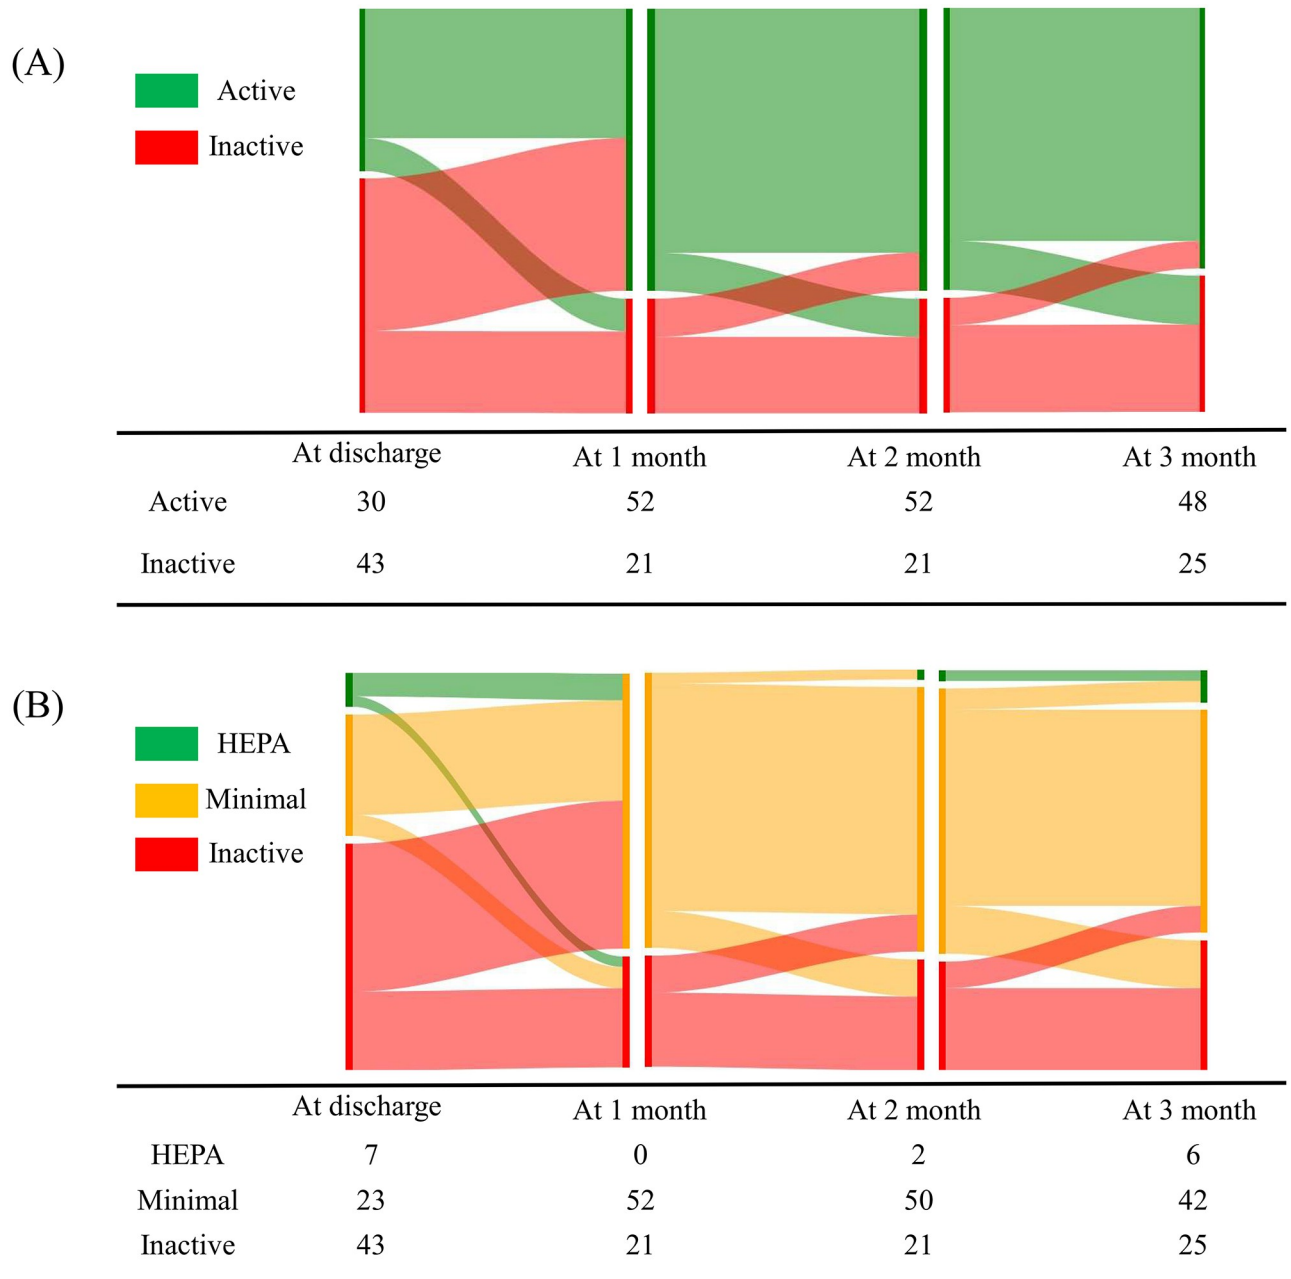 (A)
Active
Inactive
At discharge At 1 month At 2 month At 3 month
Active 30 52 52 48
Inactive 43 21 21 25
(B)
HEPA
Minimal
Inactive
At discharge At 1 month At 2 month At 3 month
HEPA 7 0 2 6
Minimal 23 52 50 42
Inactive 43 21 21 25